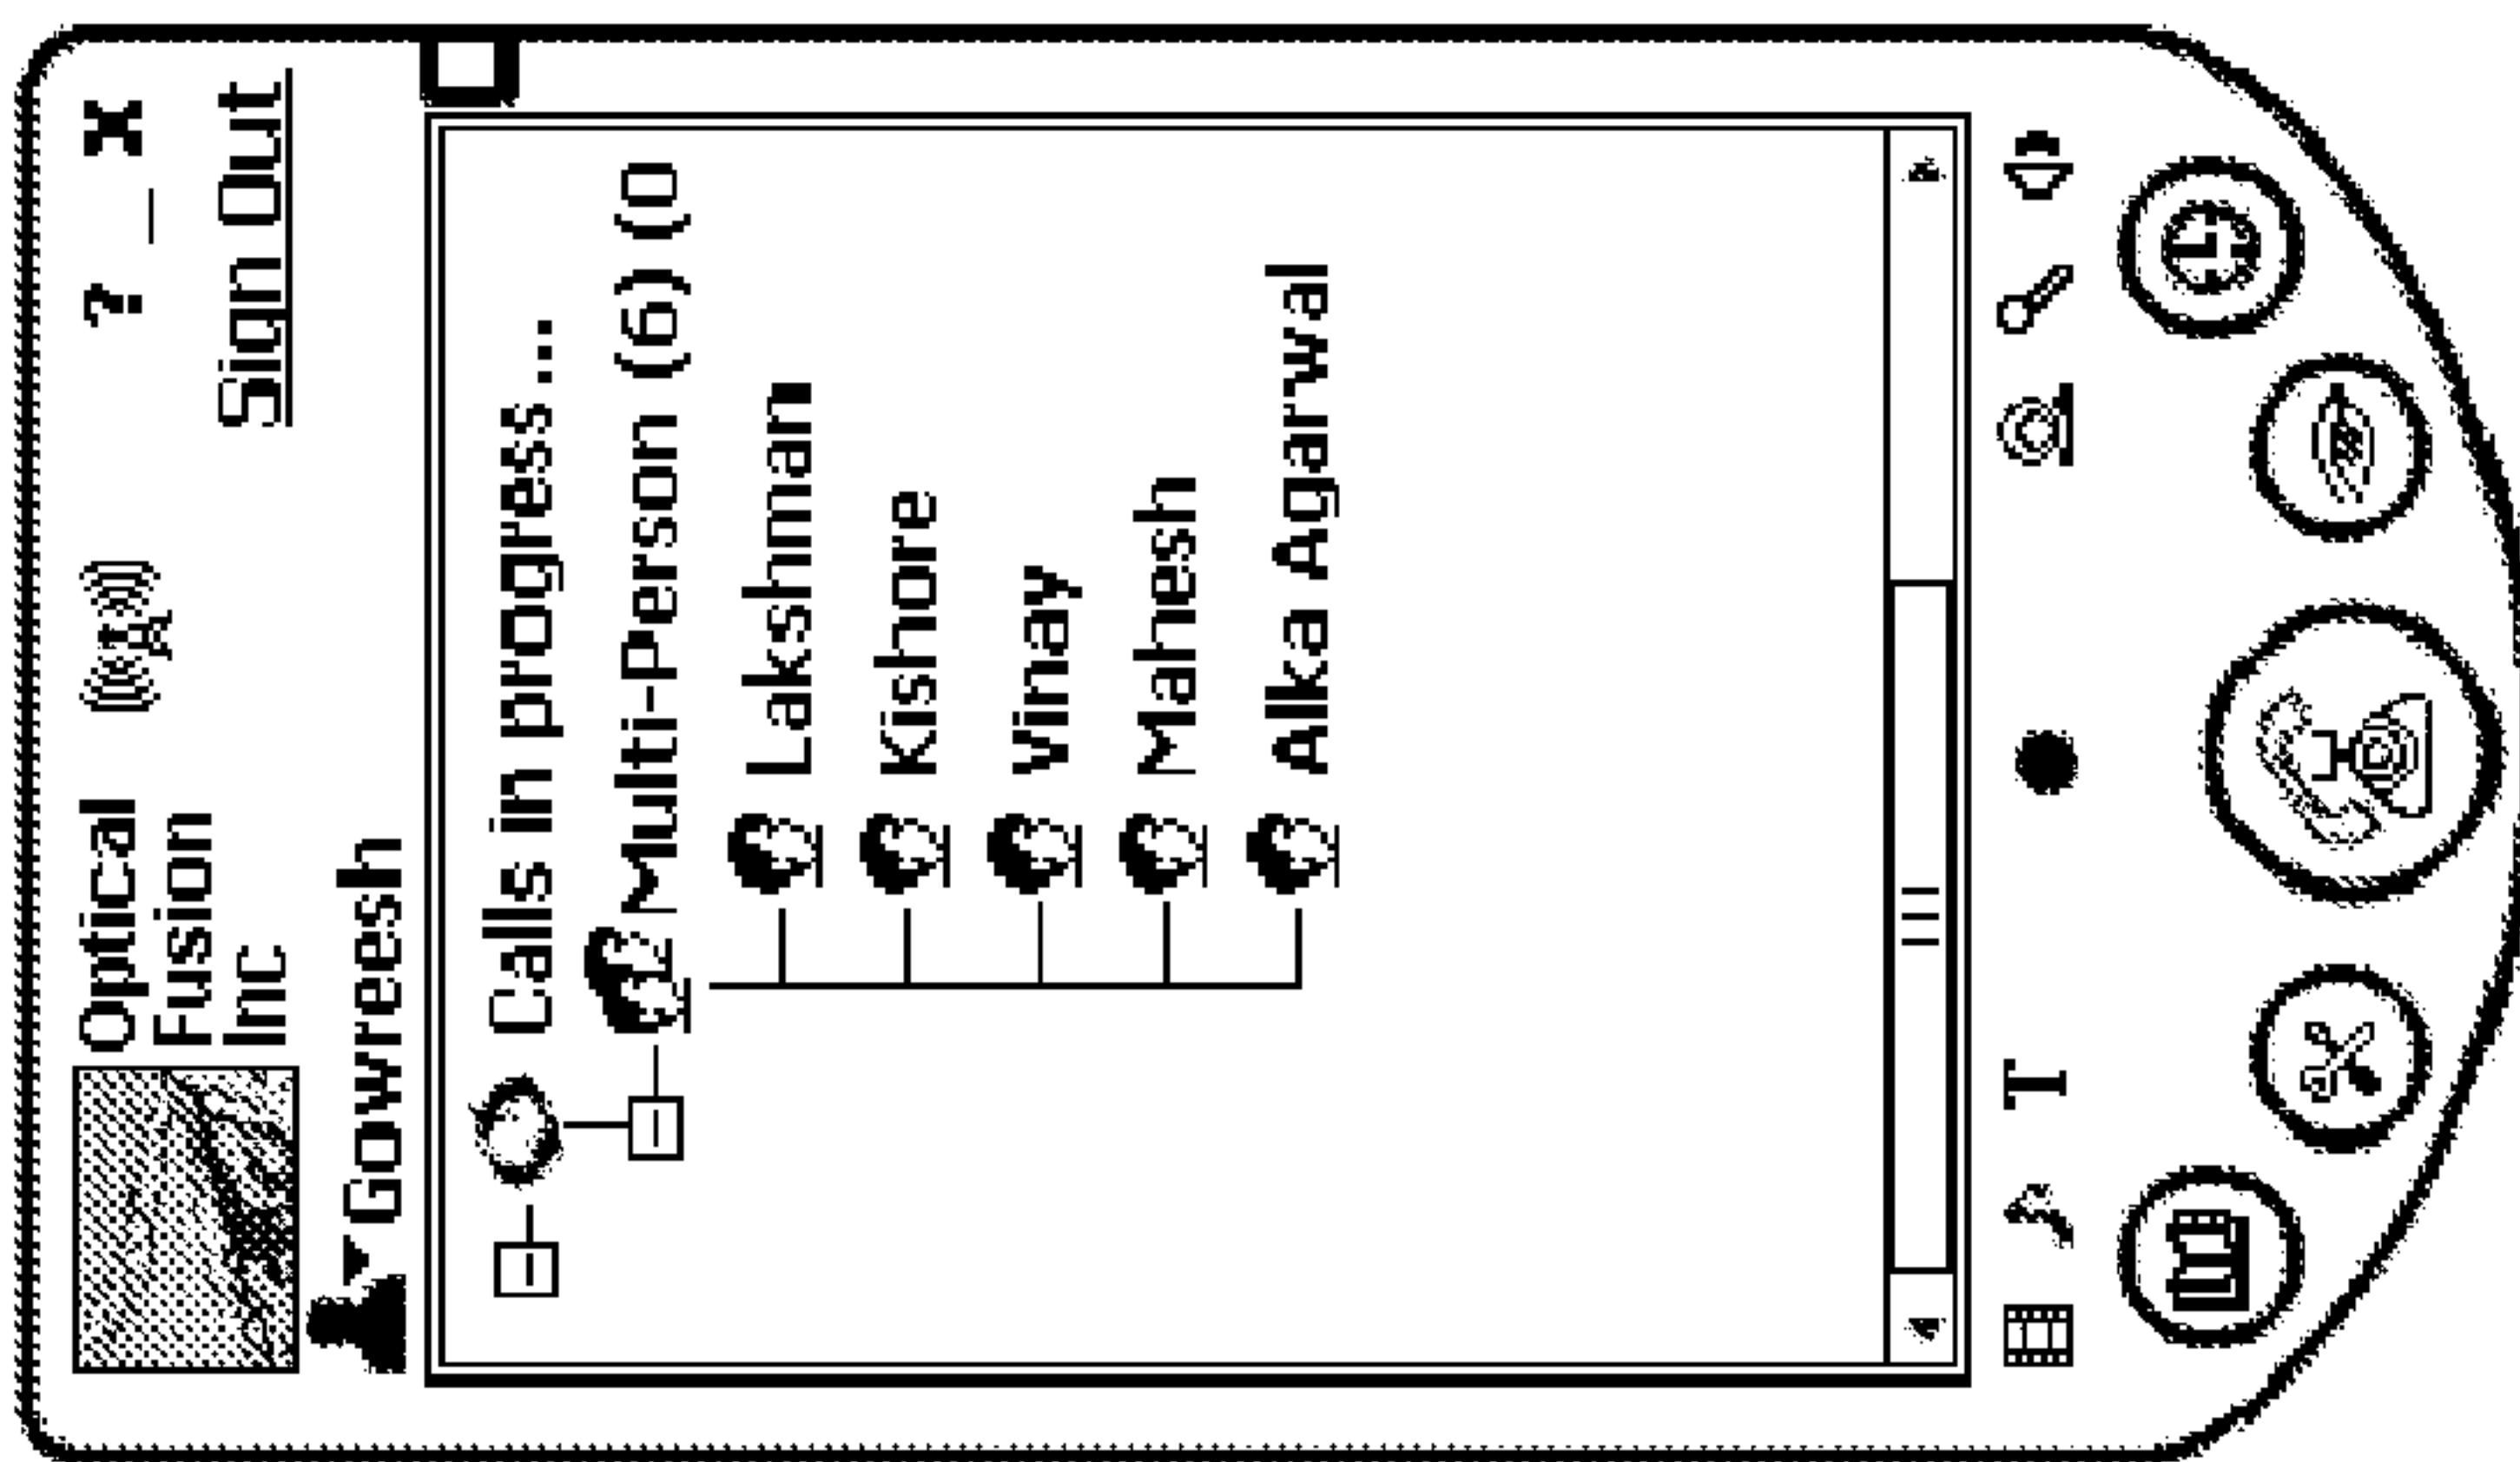 Optical
Fusion
Inc
? _ X
Sign Out
Gowreesh
Calls in progress...
Multi-Person (6) (0
Lakshman
Kishore
Vinay
Mahesh
Alka Agarwal
T